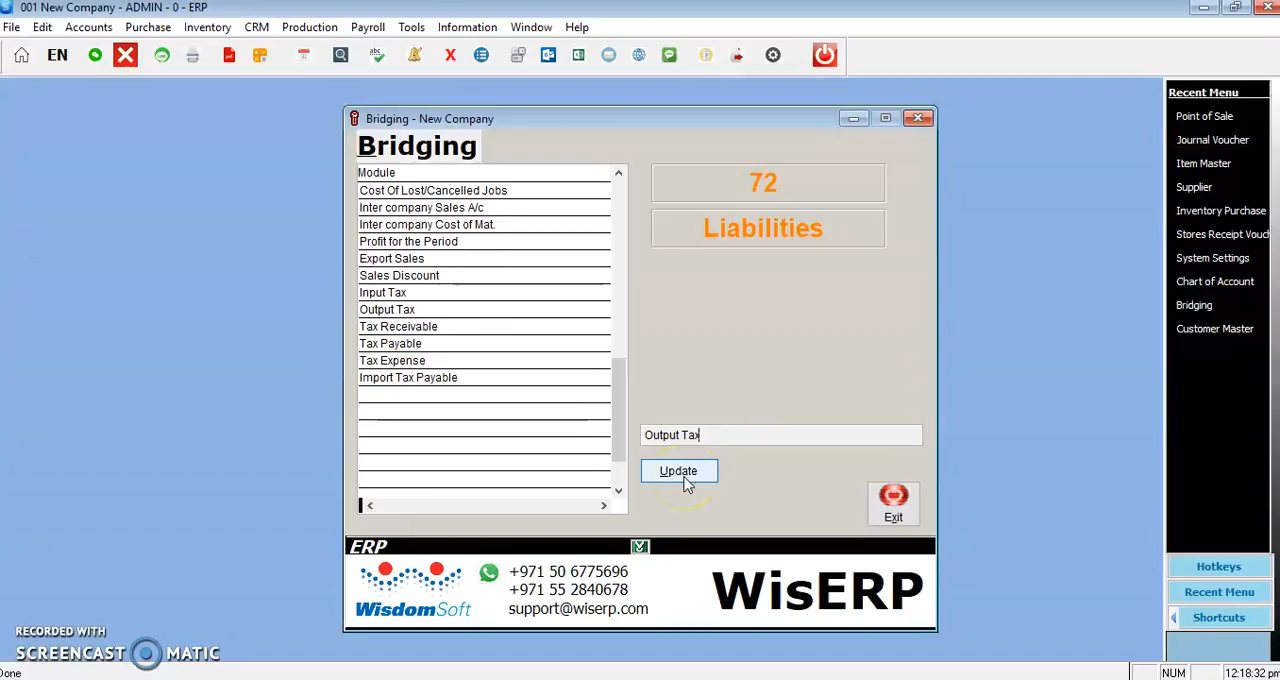 001 New Company - ADMIN - 0 - ERP
File Edit Accounts Purchase Inventory CRM Production Payroll Tools Information Window Help
EN
Recent Menu
Point of Sale
Journal Voucher
Item Master
Supplier
Inventory Purchase
Stores Receipt Vouch
System Settings
Chart of Account
Bridging
Customer Master
Bridging - New Company
Bridging
Module
Cost Of Lost/Cancelled Jobs
Inter company Sales A/c
Inter company Cost of Mat.
Profit for the Period
Export Sales
Sales Discount
Input Tax
Output Tax
Tax Receivable
Tax Payable
Tax Expense
Import Tax Payable
72
Liabilities
Output Tax
Update
Exit
ERP
WisdomSoft
+971 50 6775696
+971 55 2840678
support@wiserp.com
WisERP
Hotkeys
Recent Menu
Shortcuts
RECORDED WITH
SCREENCAST MATIC
Done
NUM
12:18:32 pm